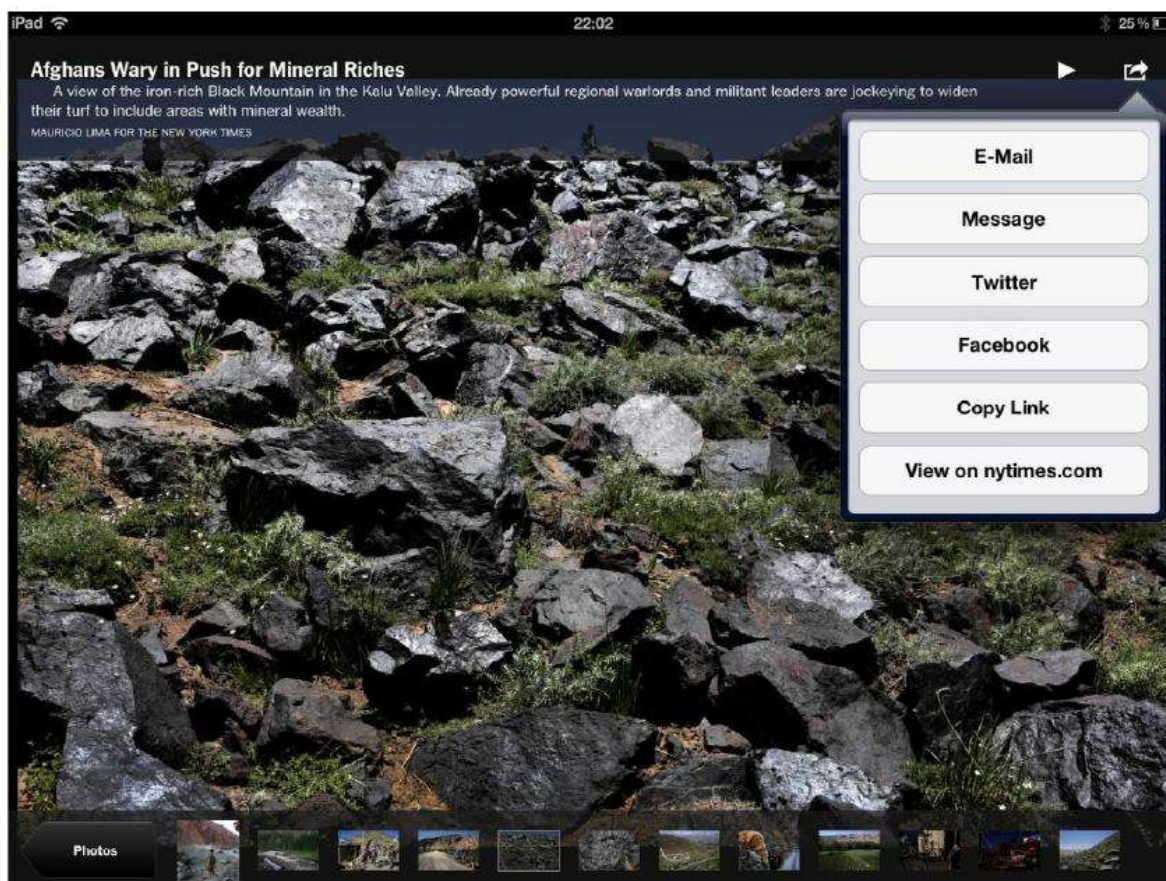 iPad 22:02 25 %
Afghans Wary in Push for Mineral Riches
A view of the iron-rich Black Mountain in the Kalu Valley. Already powerful regional warlords and militant leaders are jockeying to widen
their turf to include areas with mineral wealth.
MAURICIO LIMA FOR THE NEW YORK TIMES
E-Mail
Message
Twitter
Facebook
Copy Link
View on nytimes.com
Photos